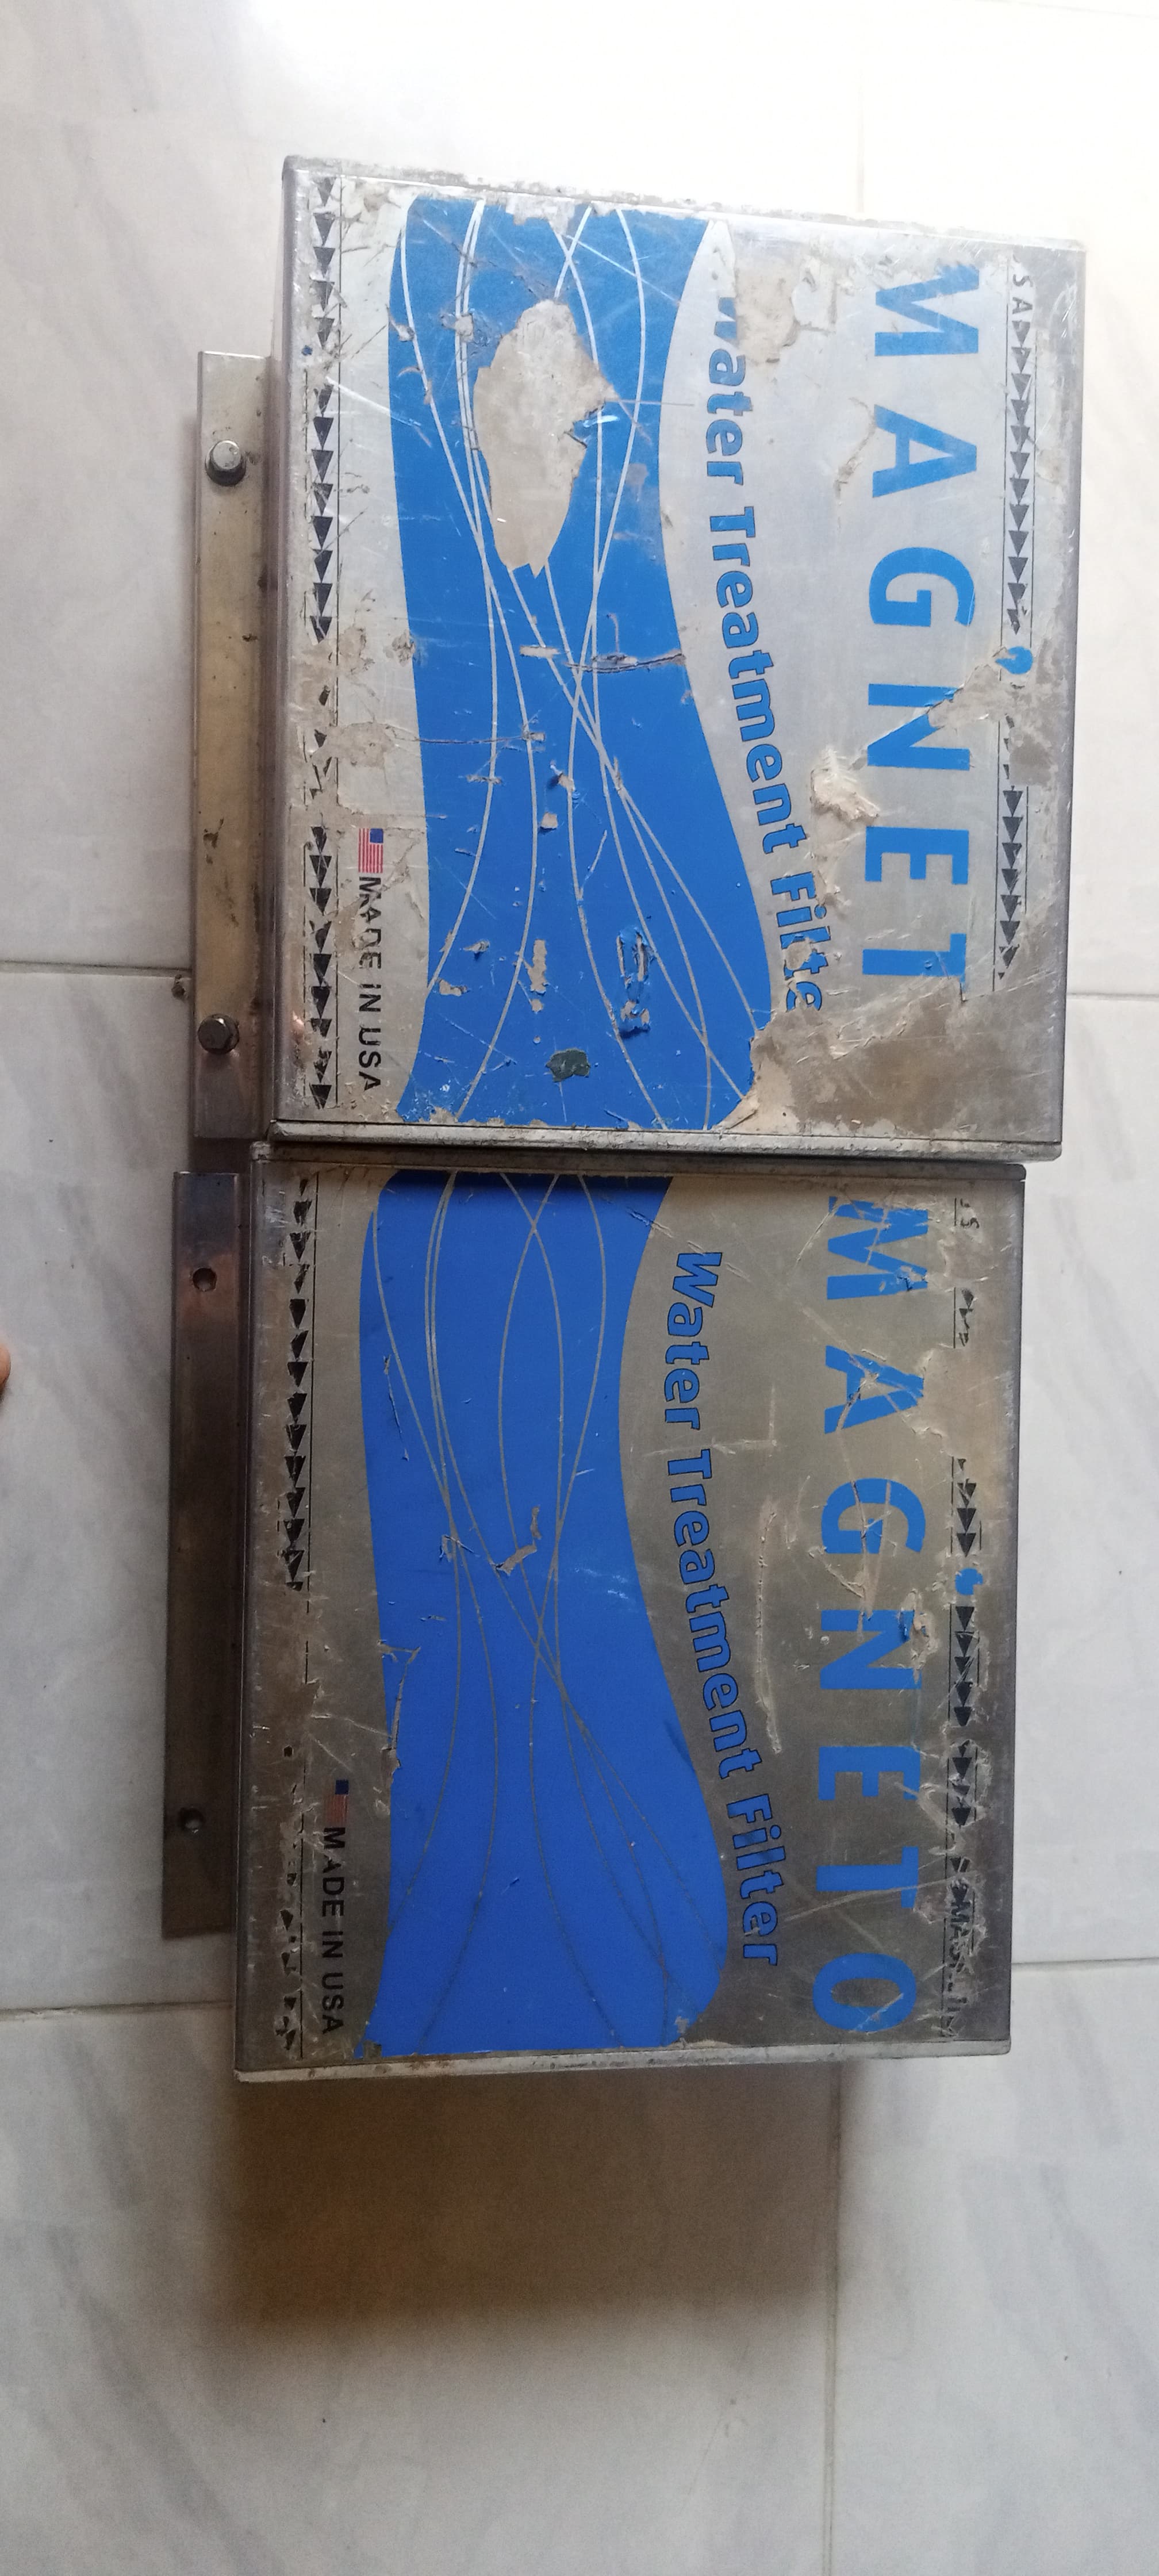 MAGNET
Water Treatment Filte
MADE IN USA
MAGNETO
Water Treatment Filter
MADE IN USA